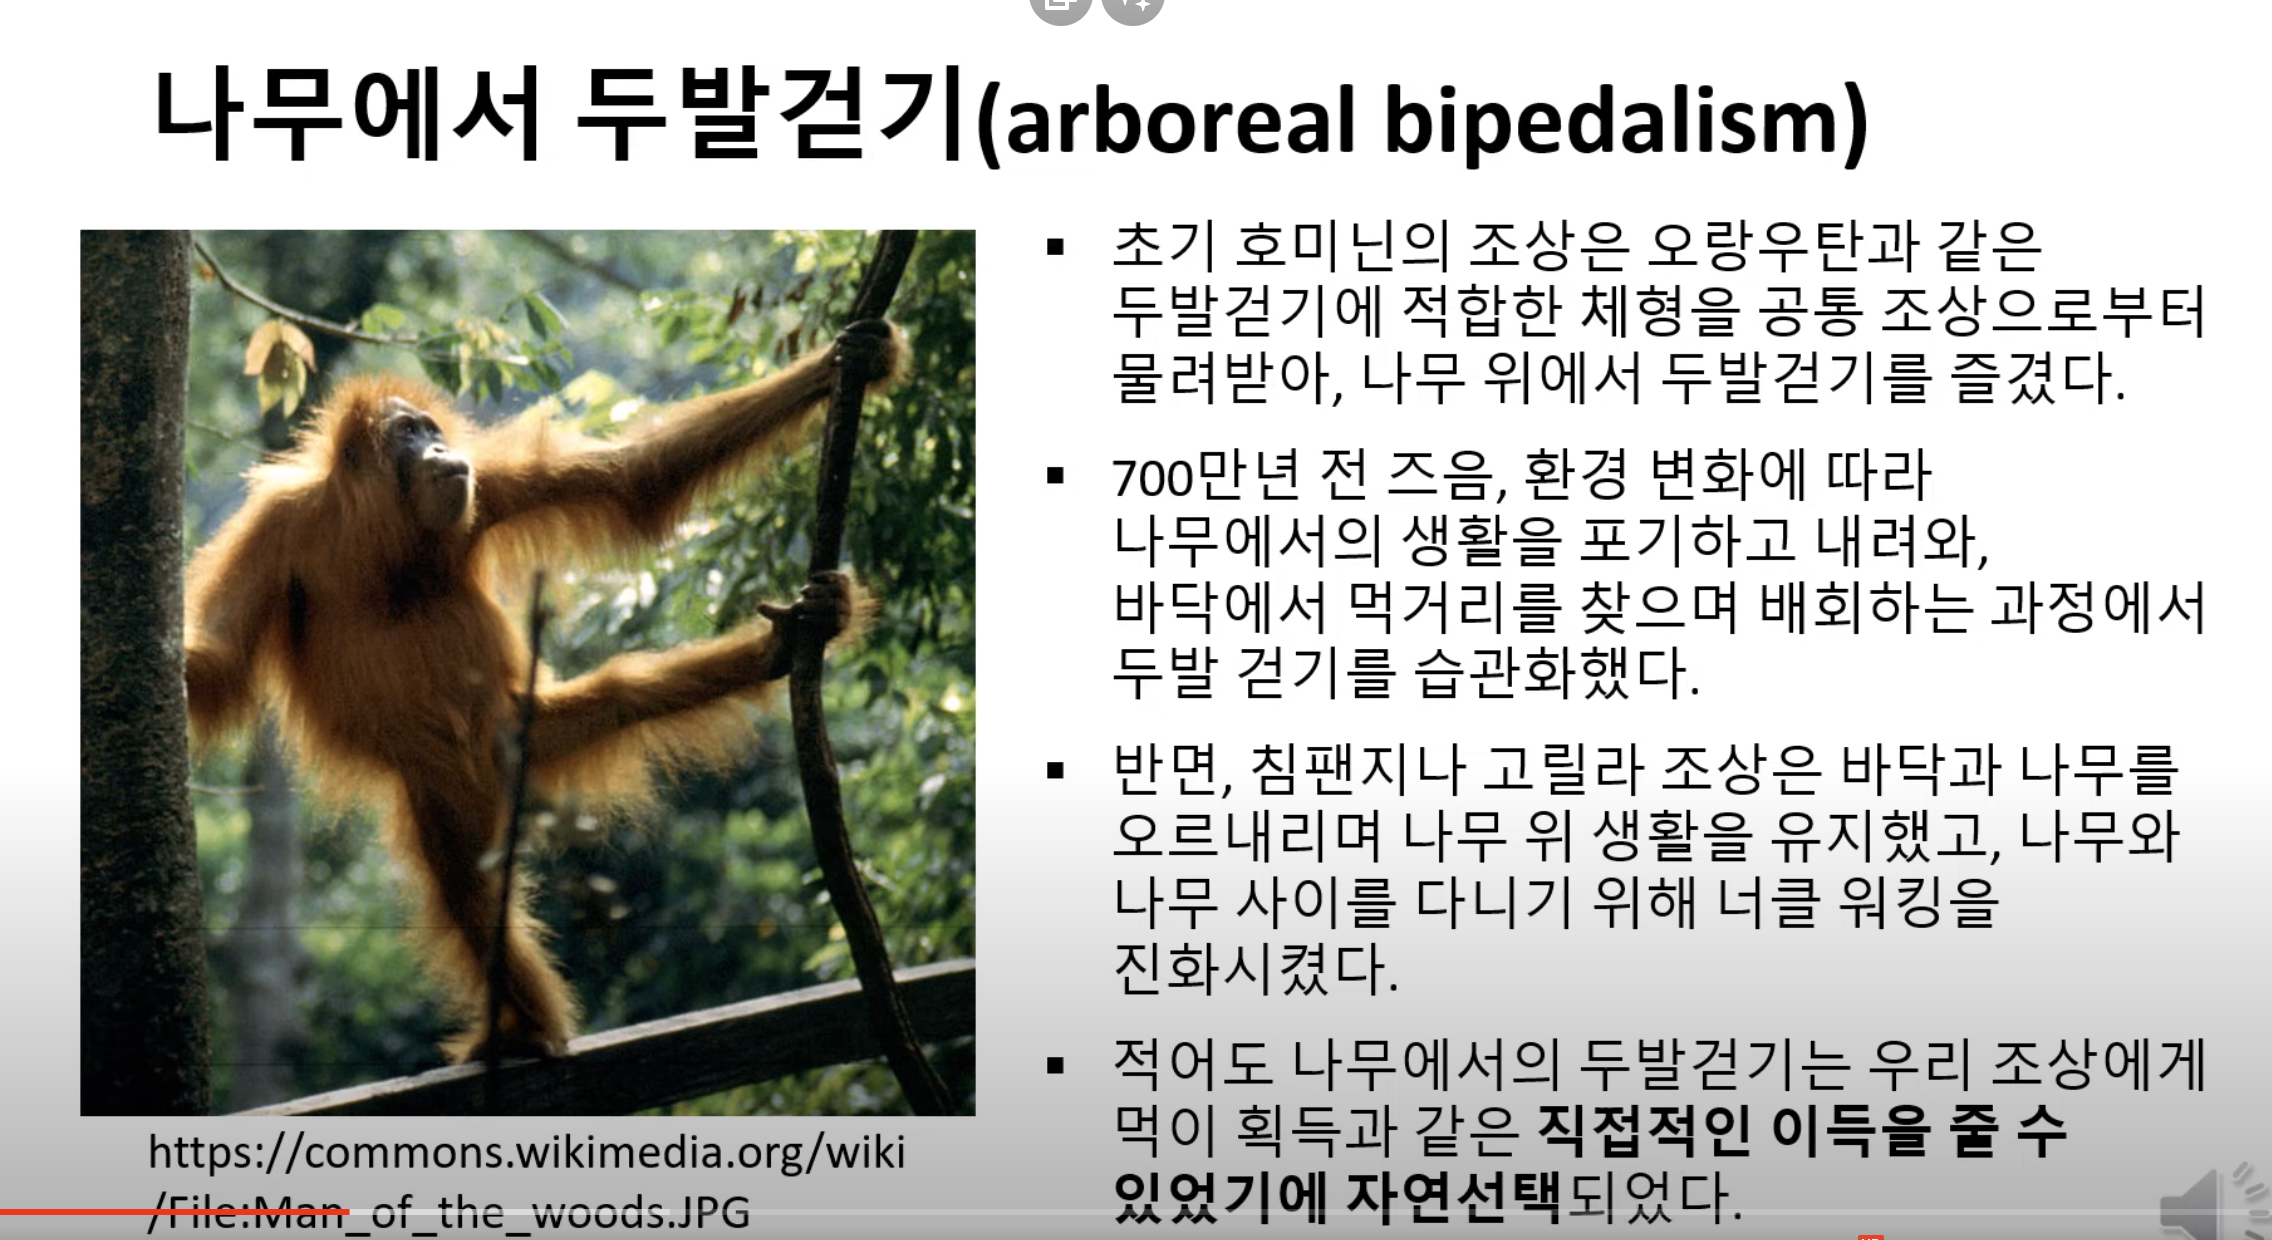 나무에서 두발걷기(arboreal bipedalism)
초기 호미닌의 조상은 오랑우탄과 같은
두발걷기에 적합한 체형을 공통 조상으로부터
물려받아, 나무 위에서 두발걷기를 즐겼다.
700만년 전 즈음, 환경 변화에 따라
나무에서의 생활을 포기하고 내려와,
바닥에서 먹거리를 찾으며 배회하는 과정에서
두발 걷기를 습관화했다.
반면, 침팬지나 고릴라 조상은 바닥과 나무를
오르내리며 나무 위 생활을 유지했고, 나무와
나무 사이를 다니기 위해 너클 워킹을
진화시켰다.
적어도 나무에서의 두발걷기는 우리 조상에게
먹이 획득과 같은 직접적인 이득을 줄 수
있었기에 자연선택되었다.
https://commons.wikimedia.org/wiki
/File:Man_of_the_woods.JPG